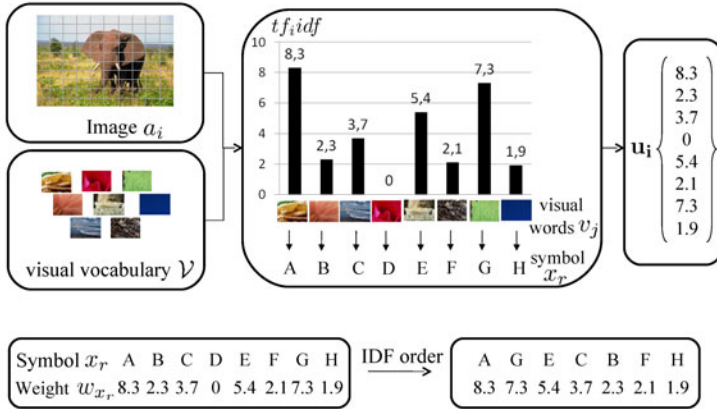 Image a_i
visual vocabulary 𝒱
tf_i idf
10
8
6
4
2
0
8,3
2,3
3,7
0
5,4
2,1
7,3
1,9
visual
words v_j
A B C D E F G H
symbol
x_r
u_i
8.3
2.3
3.7
0
5.4
2.1
7.3
1.9
Symbol x_r A B C D E F G H
Weight w_{x_r} 8.3 2.3 3.7 0 5.4 2.1 7.3 1.9
IDF order
A G E C B F H
8.3 7.3 5.4 3.7 2.3 2.1 1.9